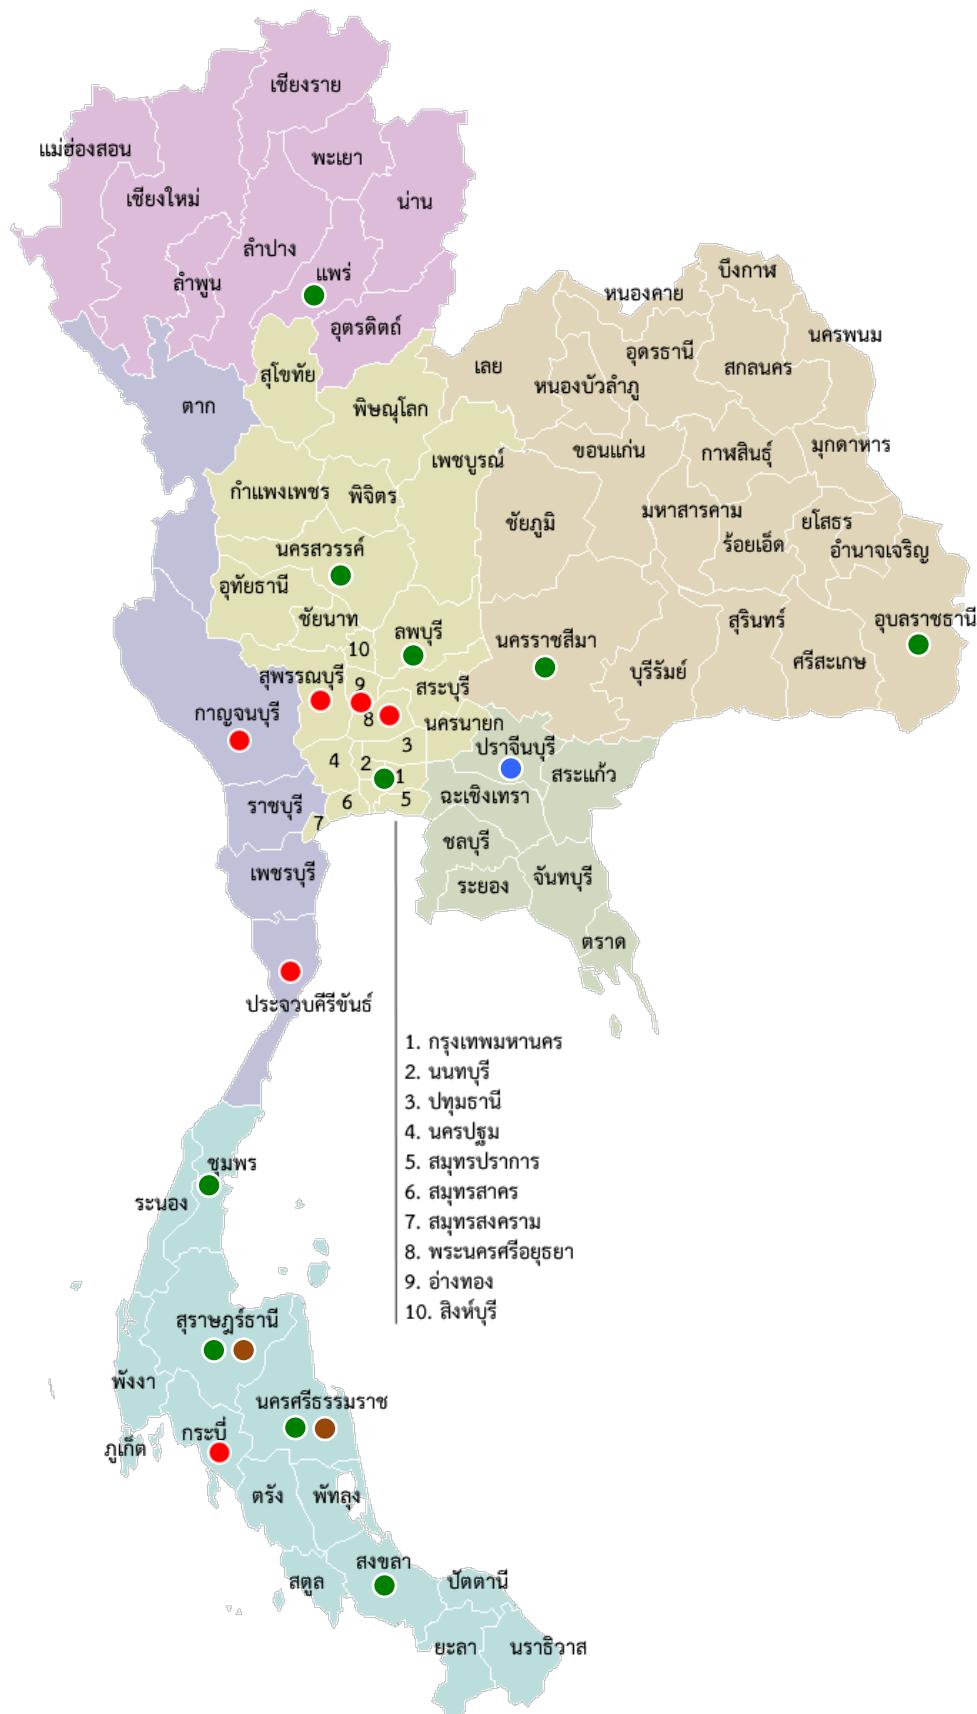 เชียงราย
แม่ฮ่องสอน
พะเยา
เชียงใหม่
น่าน
ลำปาง
แพร่
ลำพูน
อุตรดิตถ์
บึงกาฬ
หนองคาย
นครพนม
อุดรธานี
เลย
สกลนคร
หนองบัวลำภู
สุโขทัย
ตาก
พิษณุโลก
เพชบูรณ์
ขอนแก่น
กาฬสินธุ์
มุกดาหาร
กำแพงเพชร
พิจิตร
ชัยภูมิ
มหาสารคาม
ยโสธร
ร้อยเอ็ด
อำนาจเจริญ
นครสวรรค์
อุทัยธานี
ชัยนาท
ลพบุรี
นครราชสีมา
สุรินทร์
อุบลราชธานี
10
สุพรรณบุรี
9
สระบุรี
บุรีรัมย์
ศรีสะเกษ
กาญจนบุรี
8
นครนายก
3
ปราจีนบุรี
4
2
1
สระแก้ว
ราชบุรี
6
5
ฉะเชิงเทรา
7
ชลบุรี
เพชรบุรี
ระยอง
จันทบุรี
ตราด
ประจวบคีรีขันธ์
1. กรุงเทพมหานคร
2. นนทบุรี
3. ปทุมธานี
4. นครปฐม
5. สมุทรปราการ
6. สมุทรสาคร
7. สมุทรสงคราม
8. พระนครศรีอยุธยา
9. อ่างทอง
10. สิงห์บุรี
ชุมพร
ระนอง
สุราษฎร์ธานี
พังงา
นครศรีธรรมราช
กระบี่
ภูเก็ต
ตรัง
พัทลุง
สงขลา
สตูล
ปัตตานี
ยะลา
นราธิวาส